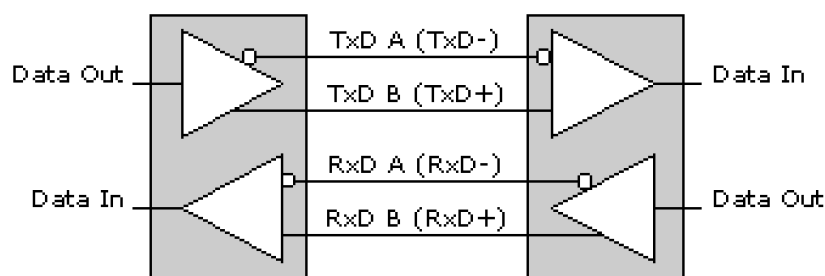 TxD A (TxD-)
Data Out
Data In
TxD B (TxD+)
RxD A (RxD-)
Data In
Data Out
RxD B (RxD+)